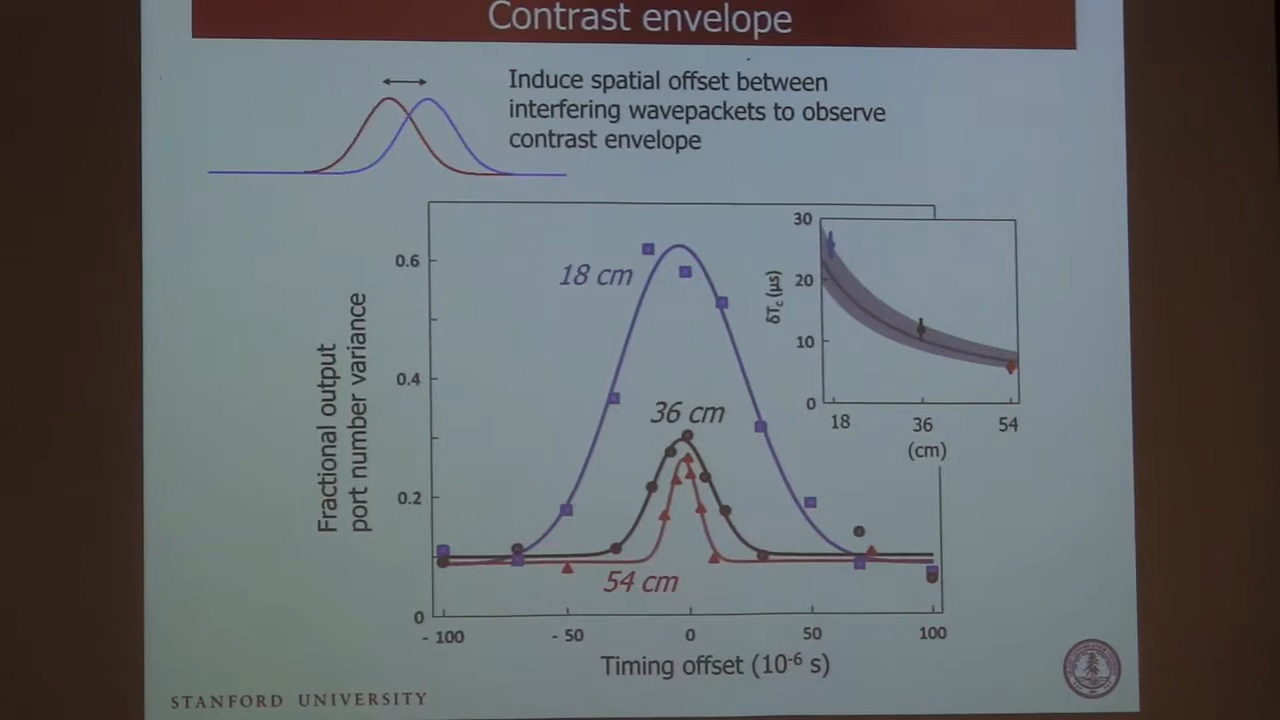 Contrast envelope
Induce spatial offset between
interfering wavepackets to observe
contrast envelope
Fractional output
port number variance
0.6
0.4
0.2
0
18 cm
36 cm
54 cm
- 100
- 50
0
50
100
Timing offset (10⁻⁶ s)
δT꜀ (μs)
30
20
10
0
18
36
54
(cm)
STANFORD UNIVERSITY